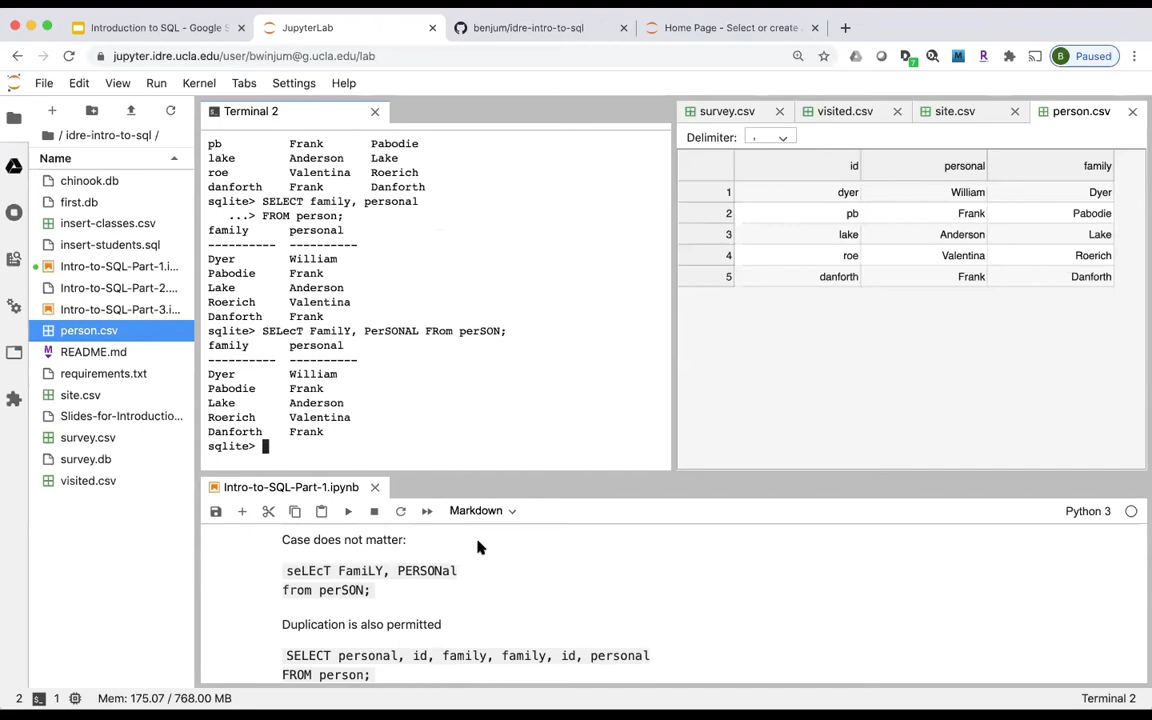 Introduction to SQL - Google S
JupyterLab
benjum/idre-intro-to-sql
Home Page - Select or create
jupyter.idre.ucla.edu/user/bwinjum@g.ucla.edu/lab
7
M
R
B
Paused
File Edit View Run Kernel Tabs Settings Help
/ idre-intro-to-sql /
Name
chinook.db
first.db
insert-classes.csv
insert-students.sql
Intro-to-SQL-Part-1.i...
Intro-to-SQL-Part-2....
Intro-to-SQL-Part-3.i...
person.csv
README.md
requirements.txt
site.csv
Slides-for-Introductio...
survey.csv
survey.db
visited.csv
Terminal 2
pb Frank Pabodie
lake Anderson Lake
roe Valentina Roerich
danforth Frank Danforth
sqlite> SELECT family, personal
...> FROM person;
family personal
---------- ----------
Dyer William
Pabodie Frank
Lake Anderson
Roerich Valentina
Danforth Frank
sqlite> SELecT FamilY, PerSONAL FRom perSON;
family personal
---------- ----------
Dyer William
Pabodie Frank
Lake Anderson
Roerich Valentina
Danforth Frank
sqlite>
survey.csv
visited.csv
site.csv
person.csv
Delimiter: ,
id personal family
1 dyer William Dyer
2 pb Frank Pabodie
3 lake Anderson Lake
4 roe Valentina Roerich
5 danforth Frank Danforth
Intro-to-SQL-Part-1.ipynb
Markdown
Python 3
Case does not matter:
seLEcT FamiLY, PERSONal
from perSON;
Duplication is also permitted
SELECT personal, id, family, family, id, personal
FROM person;
2
1
Mem: 175.07 / 768.00 MB
Terminal 2